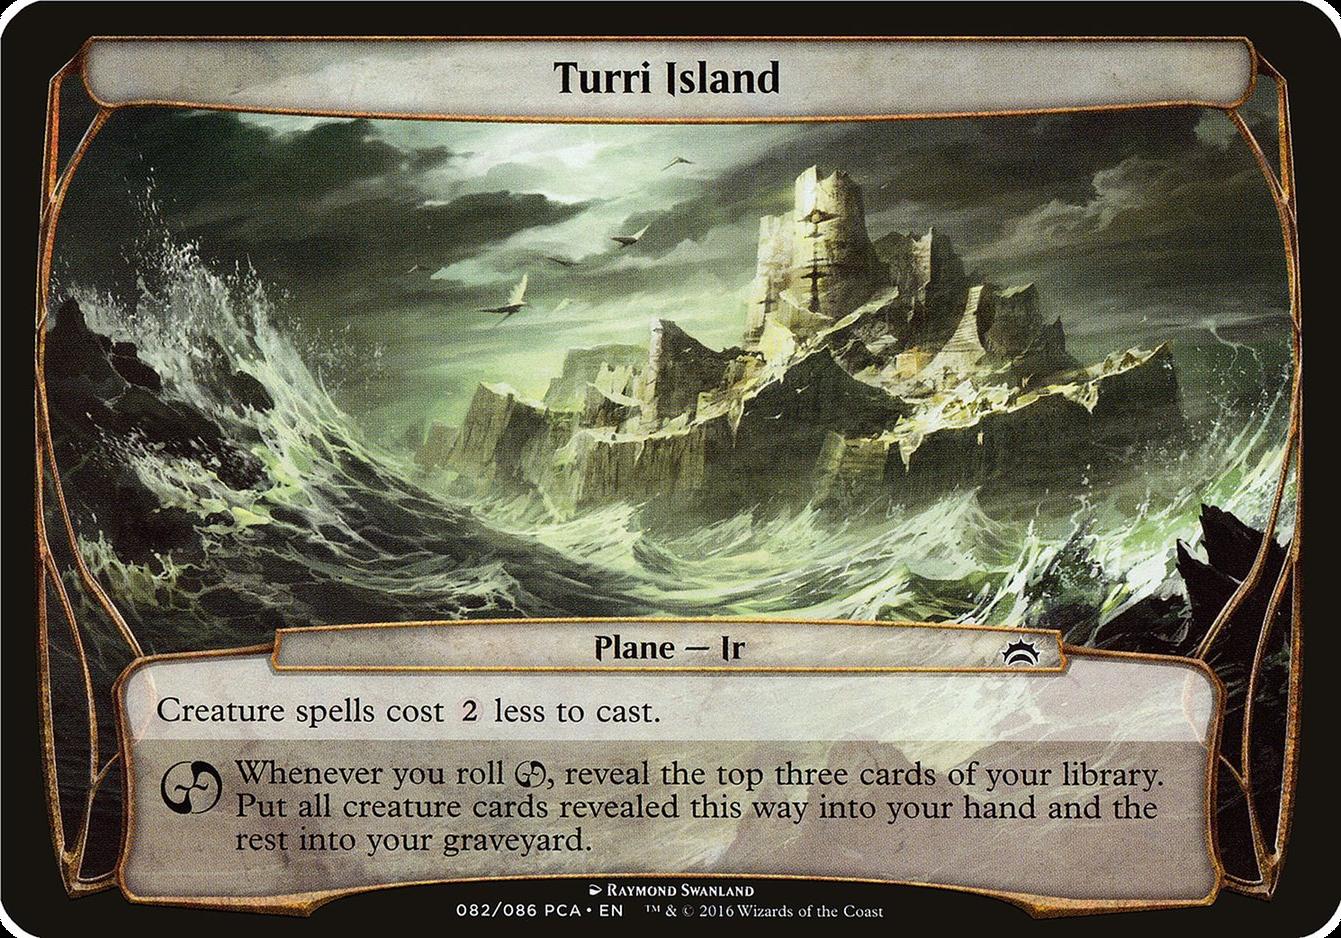 Turri Island
Plane — Ir
Creature spells cost 2 less to cast.
Whenever you roll , reveal the top three cards of your library.
Put all creature cards revealed this way into your hand and the
rest into your graveyard.
Raymond Swanland
082/086 PCA • EN ™ & © 2016 Wizards of the Coast